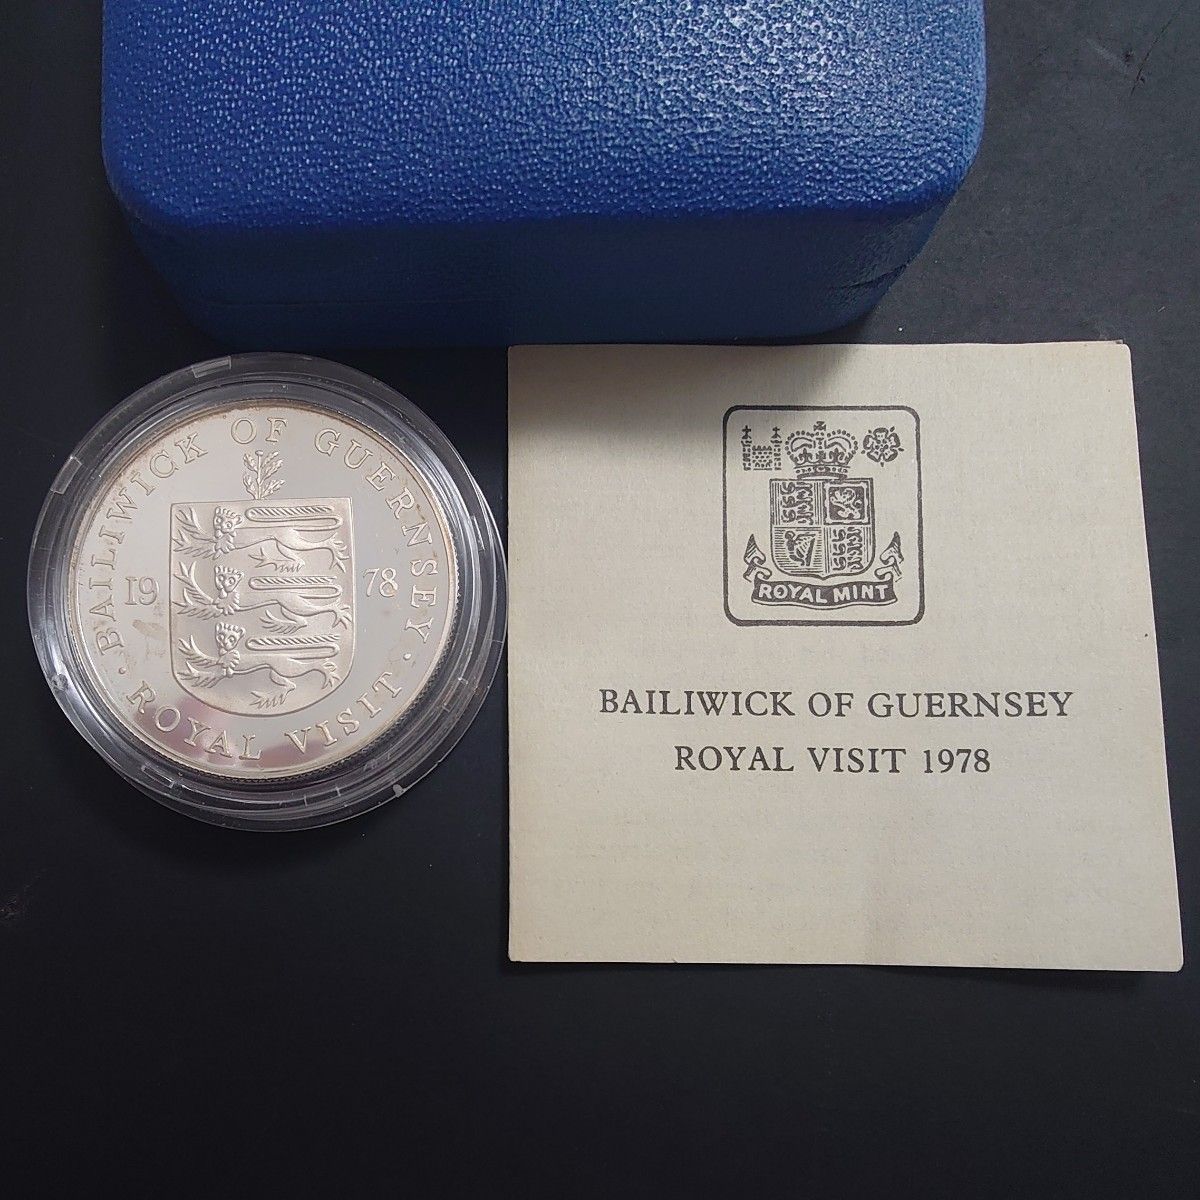 · BAILIWICK OF GUERNSEY ·
19 78
ROYAL VISIT
ROYAL MINT
BAILIWICK OF GUERNSEY
ROYAL VISIT 1978